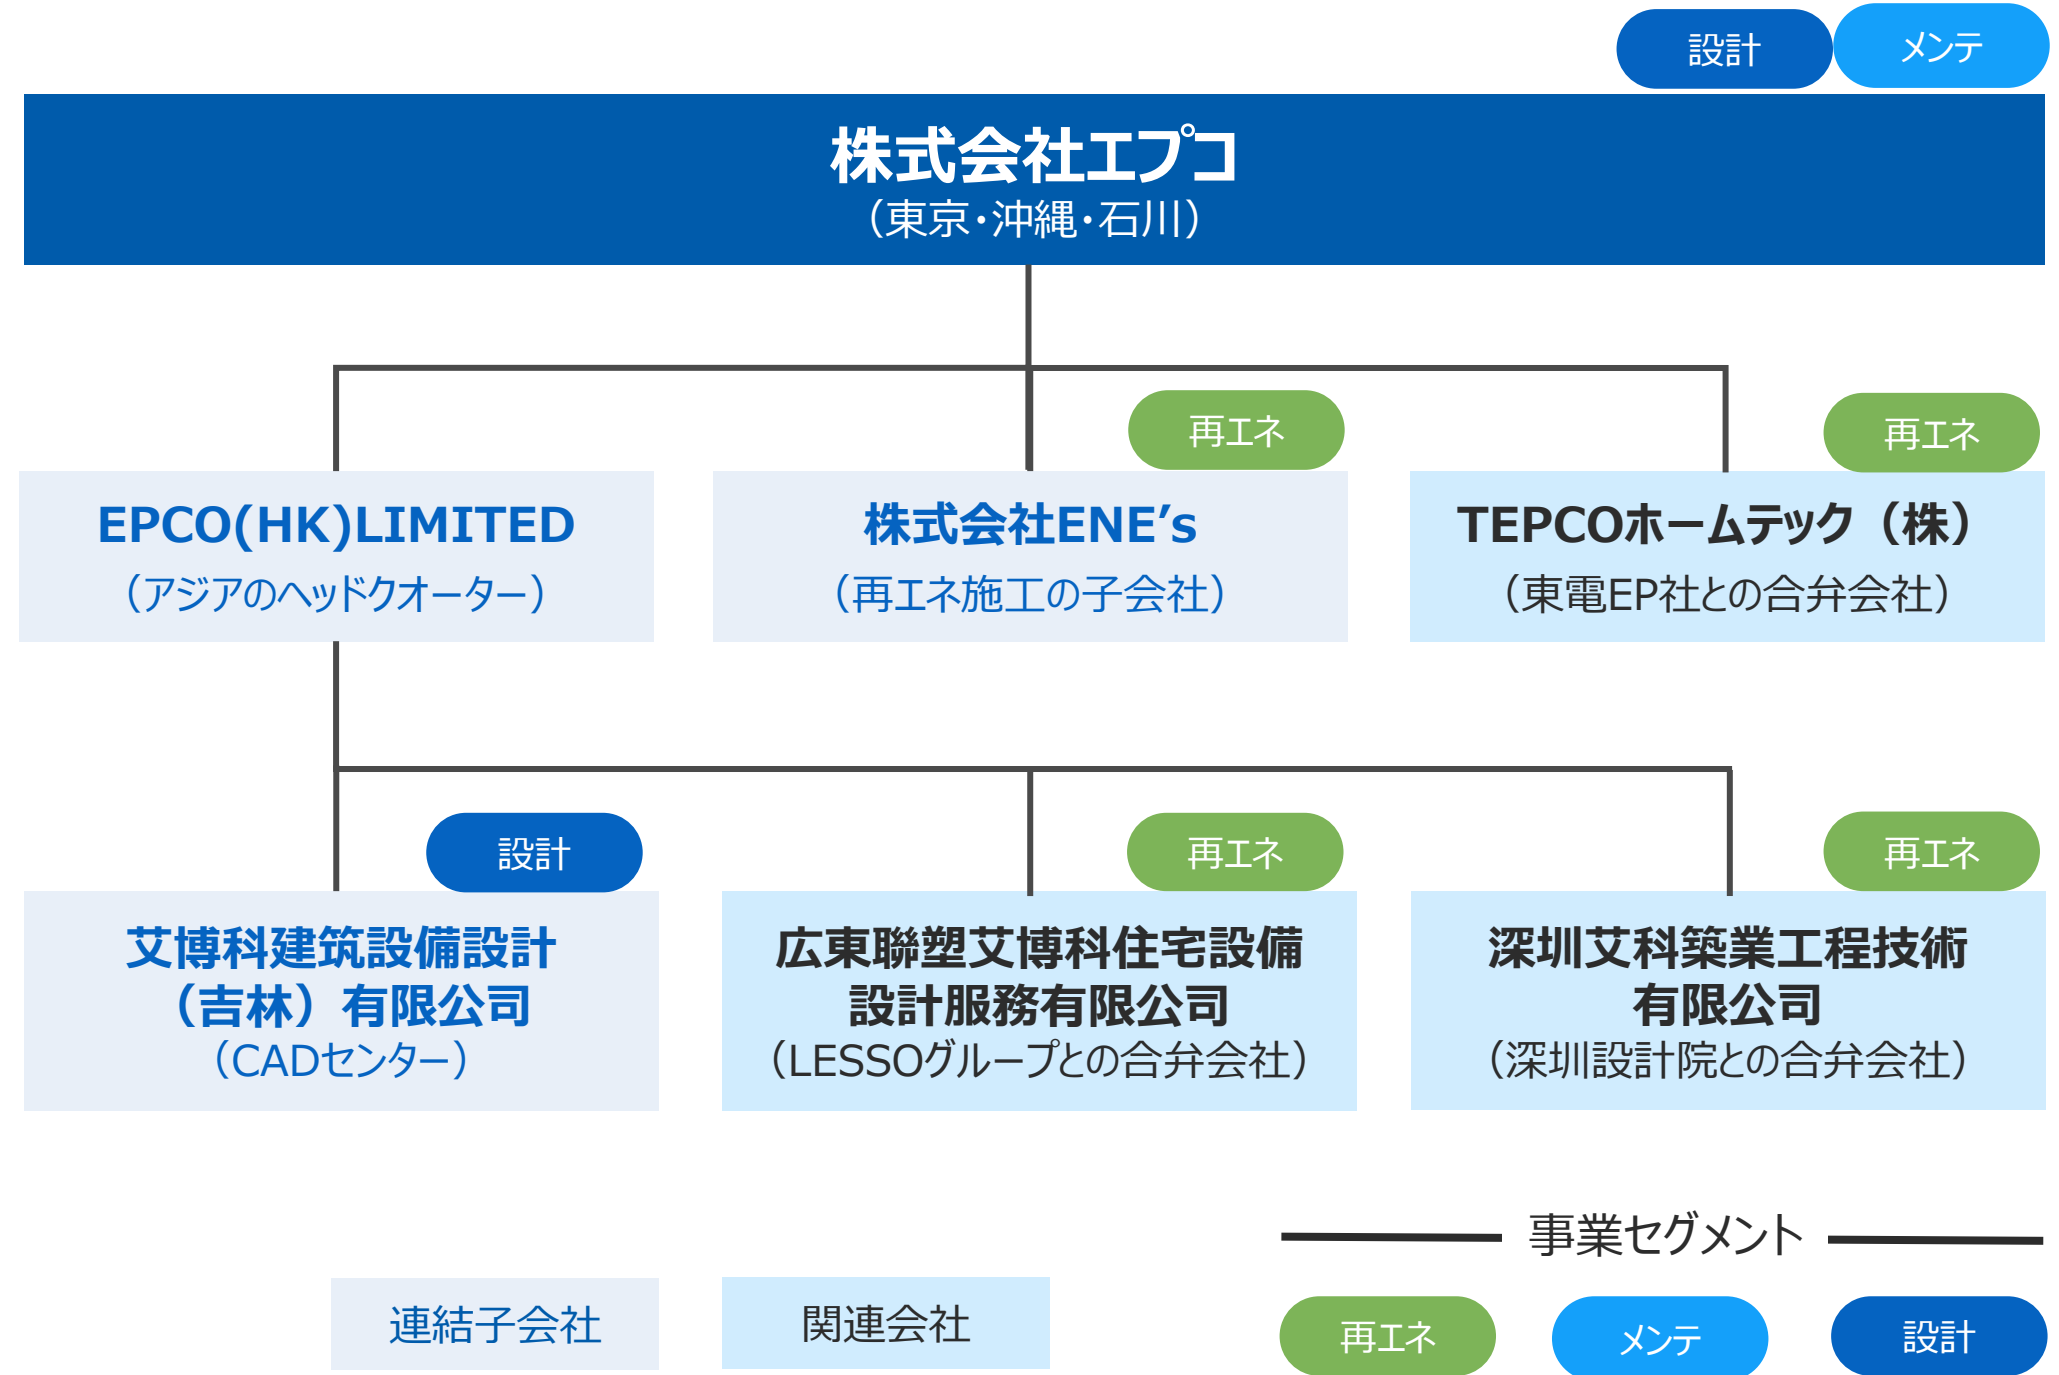 設計
メンテ
株式会社エプコ
（東京・沖縄・石川）
再エネ
再エネ
EPCO(HK)LIMITED
（アジアのヘッドクオーター）
株式会社ENE’s
（再エネ施工の子会社）
TEPCOホームテック（株）
（東電EP社との合弁会社）
設計
再エネ
再エネ
艾博科建筑設備設計
（吉林）有限公司
（CADセンター）
広東聯塑艾博科住宅設備
設計服務有限公司
（LESSOグループとの合弁会社）
深圳艾科築業工程技術
有限公司
（深圳設計院との合弁会社）
事業セグメント
連結子会社
関連会社
再エネ
メンテ
設計